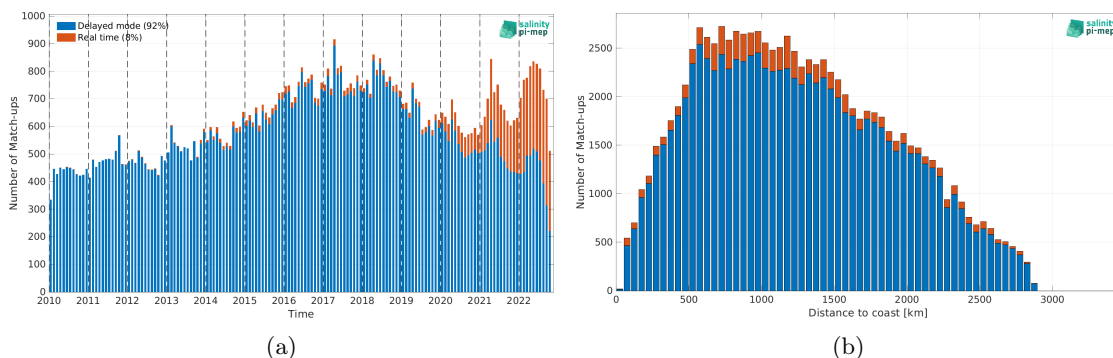 Delayed mode (92%)
Real time (8%)
salinity
pi-mep
Number of Match-ups
1000
900
800
700
600
500
400
300
200
100
0
2010 2011 2012 2013 2014 2015 2016 2017 2018 2019 2020 2021 2022
Time
(a)
salinity
pi-mep
Number of Match-ups
2500
2000
1500
1000
500
0
0 500 1000 1500 2000 2500 3000
Distance to coast [km]
(b)